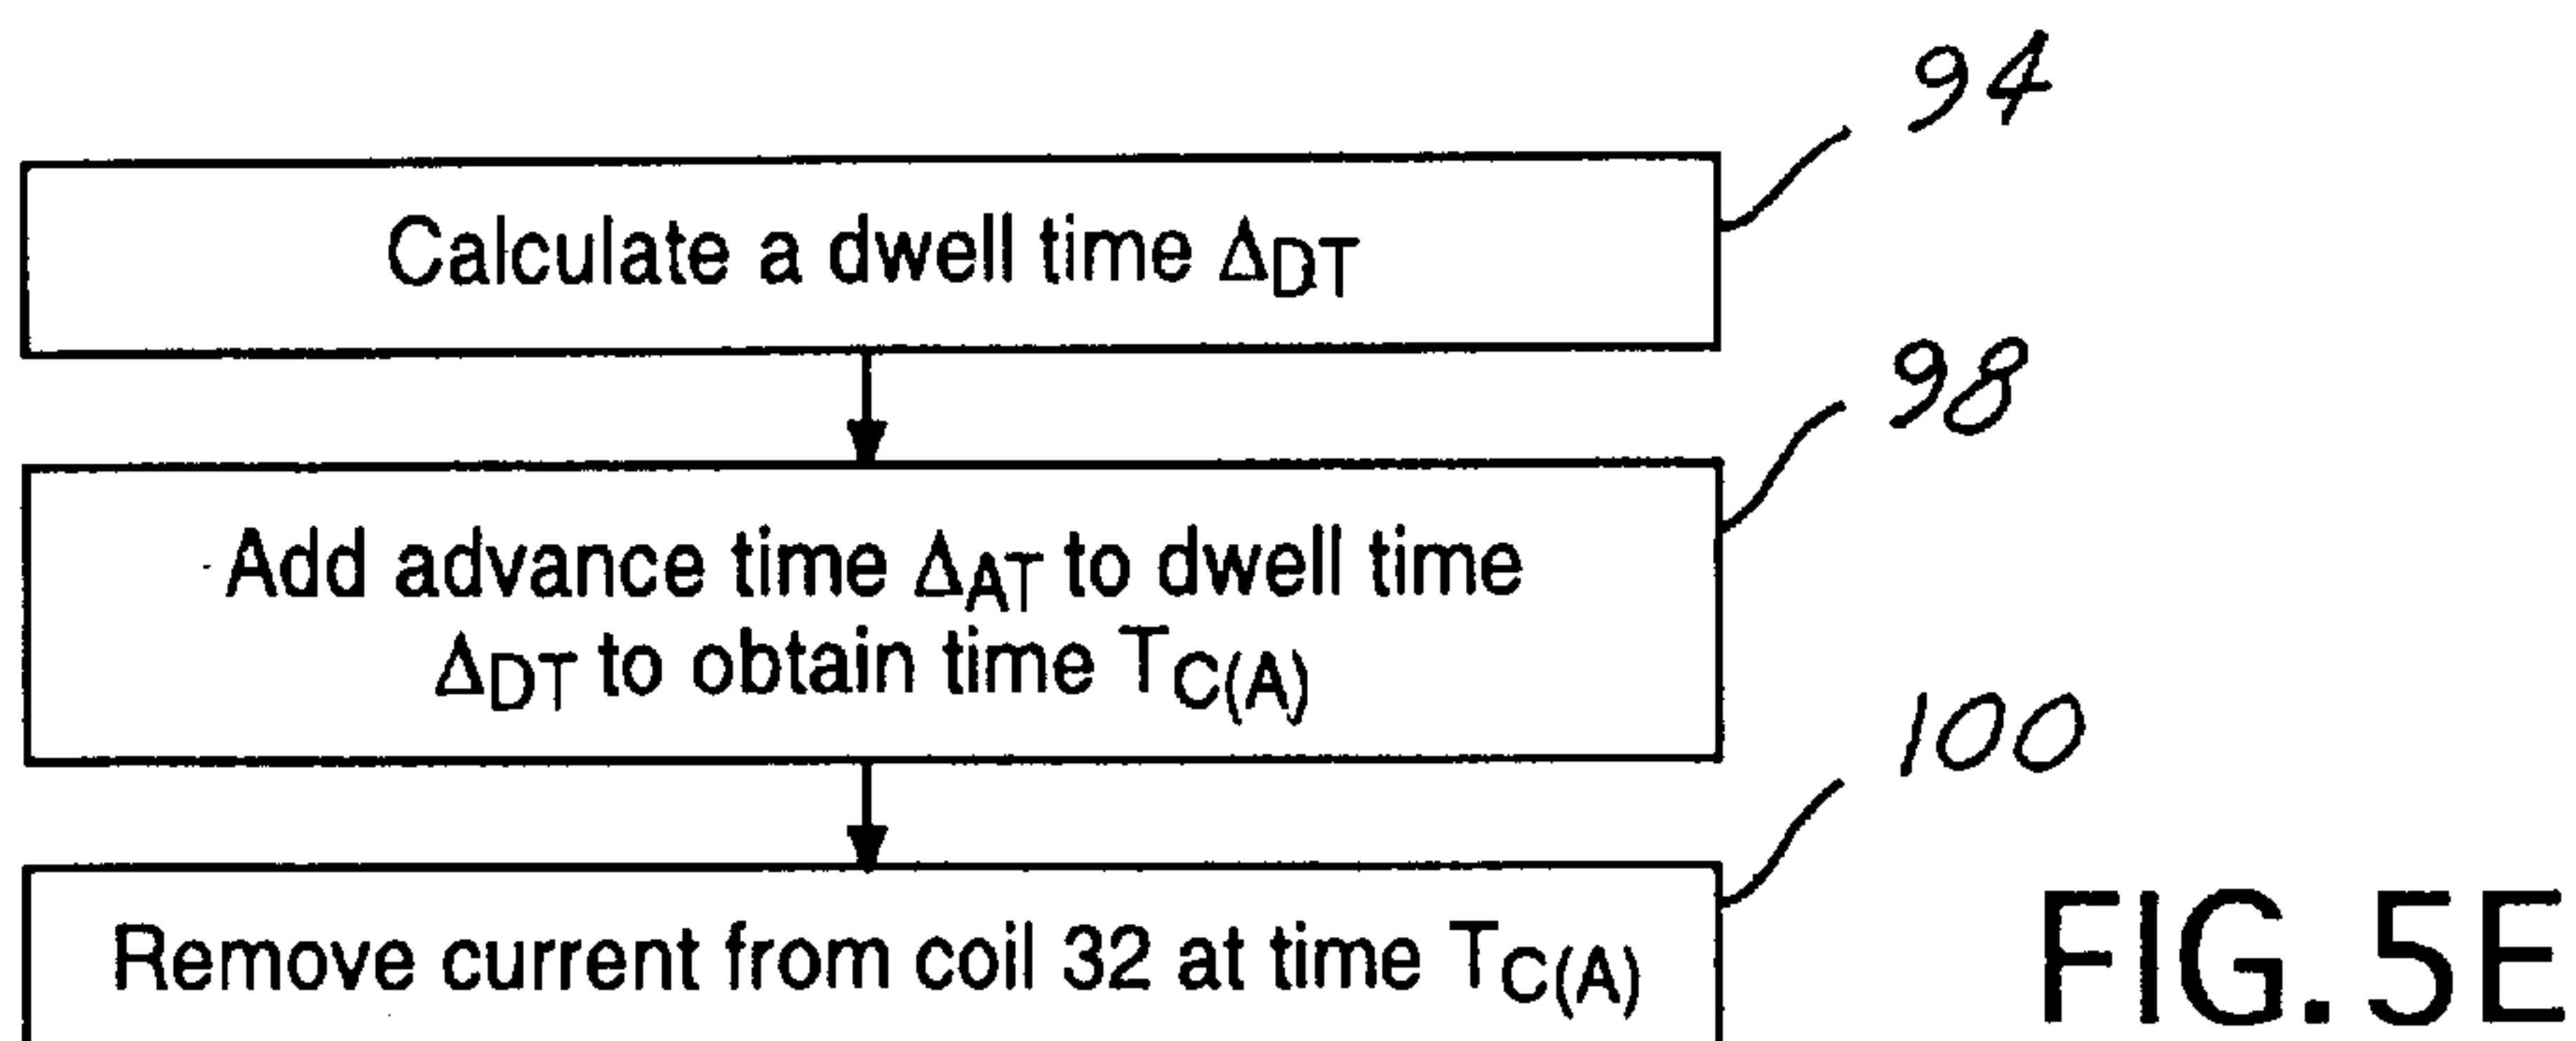 94
Calculate a dwell time ΔDT
98
Add advance time ΔAT to dwell time
ΔDT to obtain time TC(A)
100
Remove current from coil 32 at time TC(A)
FIG. 5E